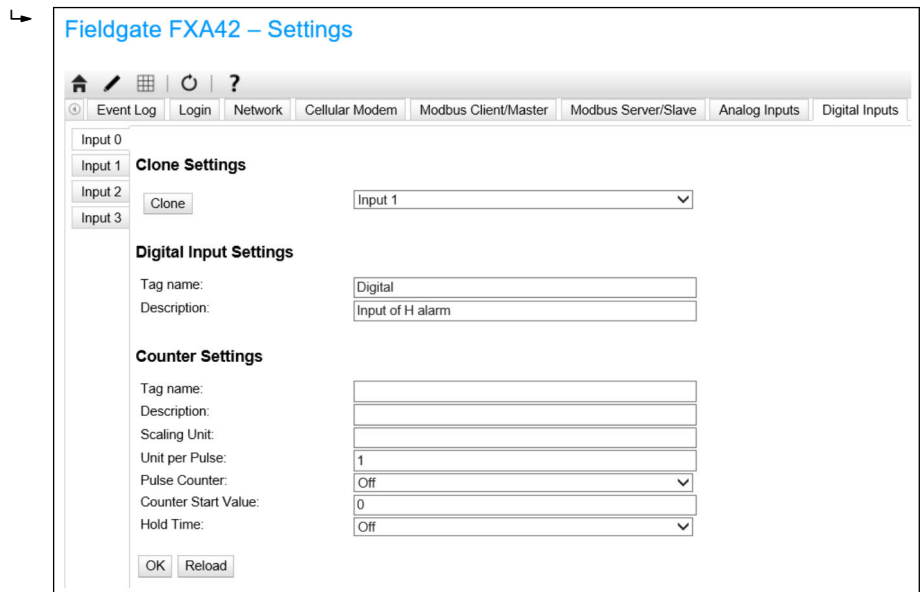 Fieldgate FXA42 – Settings
?
Event Log Login Network Cellular Modem Modbus Client/Master Modbus Server/Slave Analog Inputs Digital Inputs
Input 0
Input 1
Input 2
Input 3
Clone Settings
Clone Input 1
Digital Input Settings
Tag name: Digital
Description: Input of H alarm
Counter Settings
Tag name:
Description:
Scaling Unit:
Unit per Pulse: 1
Pulse Counter: Off
Counter Start Value: 0
Hold Time: Off
OK Reload